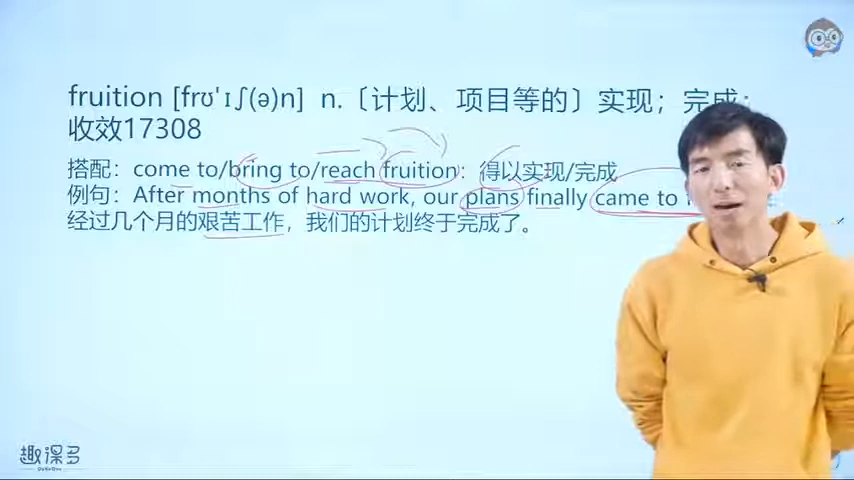 fruition [frʊˈɪʃ(ə)n] n.〔计划、项目等的〕实现；完成；
收效17308
搭配：come to/bring to/reach fruition：得以实现/完成
例句：After months of hard work, our plans finally came to
经过几个月的艰苦工作，我们的计划终于完成了。
趣课多